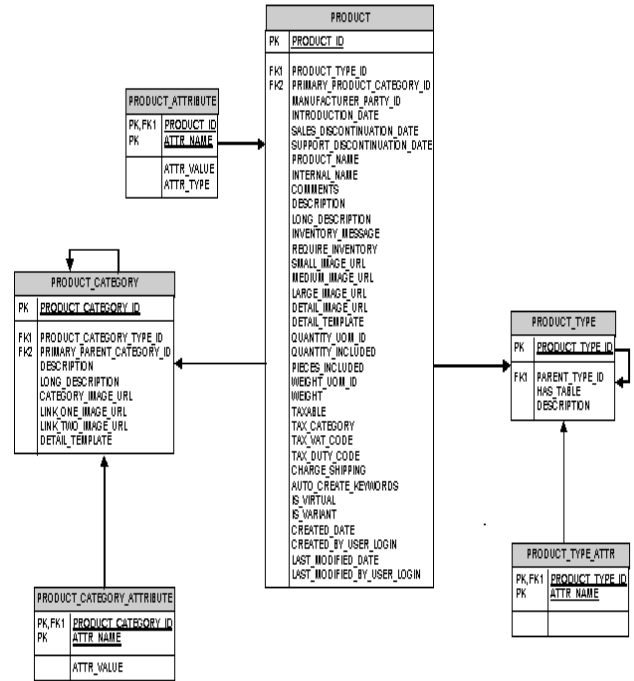 PRODUCT
PK PRODUCT_ID
FK1 PRODUCT_TYPE_ID
FK2 PRIMARY_PRODUCT_CATEGORY_ID
MANUFACTURER_PARTY_ID
INTRODUCTION_DATE
SALES_DISCONTINUATION_DATE
SUPPORT_DISCONTINUATION_DATE
PRODUCT_NAME
INTERNAL_NAME
COMMENTS
DESCRIPTION
LONG_DESCRIPTION
INVENTORY_MESSAGE
REQUIRE_INVENTORY
SMALL_IMAGE_URL
MEDIUM_IMAGE_URL
LARGE_IMAGE_URL
DETAIL_IMAGE_URL
DETAIL_TEMPLATE
QUANTITY_UOM_ID
QUANTITY_INCLUDED
PIECES_INCLUDED
WEIGHT_UOM_ID
WEIGHT
TAXABLE
TAX_CATEGORY
TAX_VAT_CODE
TAX_DUTY_CODE
CHARGE_SHIPPING
AUTO_CREATE_KEYWORDS
IS_VIRTUAL
IS_VARIANT
CREATED_DATE
CREATED_BY_USER_LOGIN
LAST_MODIFIED_DATE
LAST_MODIFIED_BY_USER_LOGIN
PRODUCT_ATTRIBUTE
PK,FK1 PRODUCT_ID
PK ATTR_NAME
ATTR_VALUE
ATTR_TYPE
PRODUCT_CATEGORY
PK PRODUCT_CATEGORY_ID
FK1 PRODUCT_CATEGORY_TYPE_ID
FK2 PRIMARY_PARENT_CATEGORY_ID
DESCRIPTION
LONG_DESCRIPTION
CATEGORY_IMAGE_URL
LINK_ONE_IMAGE_URL
LINK_TWO_IMAGE_URL
DETAIL_TEMPLATE
PRODUCT_TYPE
PK PRODUCT_TYPE_ID
FK1 PARENT_TYPE_ID
HAS_TABLE
DESCRIPTION
PRODUCT_CATEGORY_ATTRIBUTE
PK,FK1 PRODUCT_CATEGORY_ID
PK ATTR_NAME
ATTR_VALUE
PRODUCT_TYPE_ATTR
PK,FK1 PRODUCT_TYPE_ID
PK ATTR_NAME